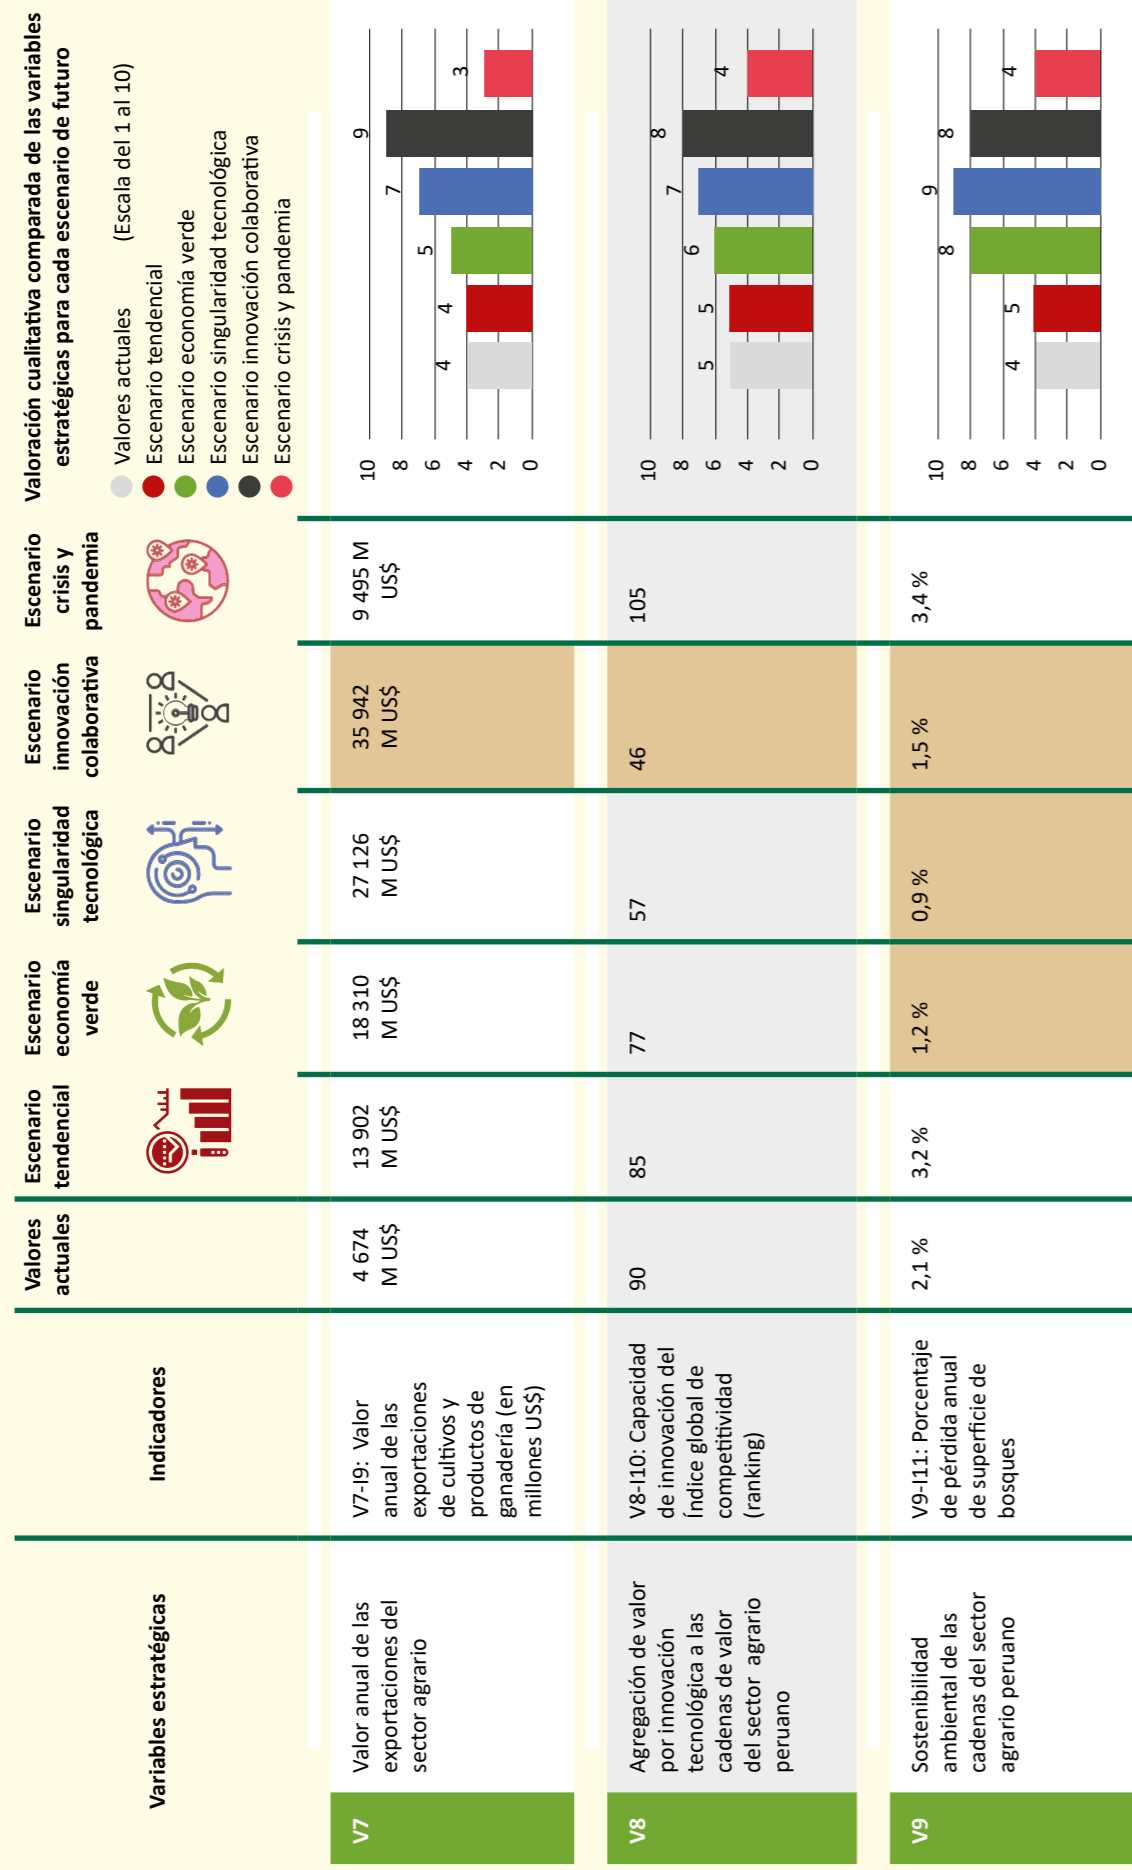 Variables estratégicas
Indicadores
Valores
actuales
Escenario
tendencial
Escenario
economía
verde
Escenario
singularidad
tecnológica
Escenario
innovación
colaborativa
Escenario
crisis y
pandemia
Valoración cualitativa comparada de las variables
estratégicas para cada escenario de futuro
Valores actuales (Escala del 1 al 10)
Escenario tendencial
Escenario economía verde
Escenario singularidad tecnológica
Escenario innovación colaborativa
Escenario crisis y pandemia
V7
Valor anual de las
exportaciones del
sector agrario
V7-I9: Valor
anual de las
exportaciones
de cultivos y
productos de
ganadería (en
millones US$)
4 674
M US$
13 902
M US$
18 310
M US$
27 126
M US$
35 942
M US$
9 495 M
US$
10
8
6
4
2
0
4
4
5
7
9
3
V8
Agregación de valor
por innovación
tecnológica a las
cadenas de valor
del sector agrario
peruano
V8-I10: Capacidad
de innovación del
Índice global de
competitividad
(ranking)
90
85
77
57
46
105
10
8
6
4
2
0
5
5
6
7
8
4
V9
Sostenibilidad
ambiental de las
cadenas del sector
agrario peruano
V9-I11: Porcentaje
de pérdida anual
de superficie de
bosques
2,1 %
3,2 %
1,2 %
0,9 %
1,5 %
3,4 %
10
8
6
4
2
0
4
5
8
9
8
4